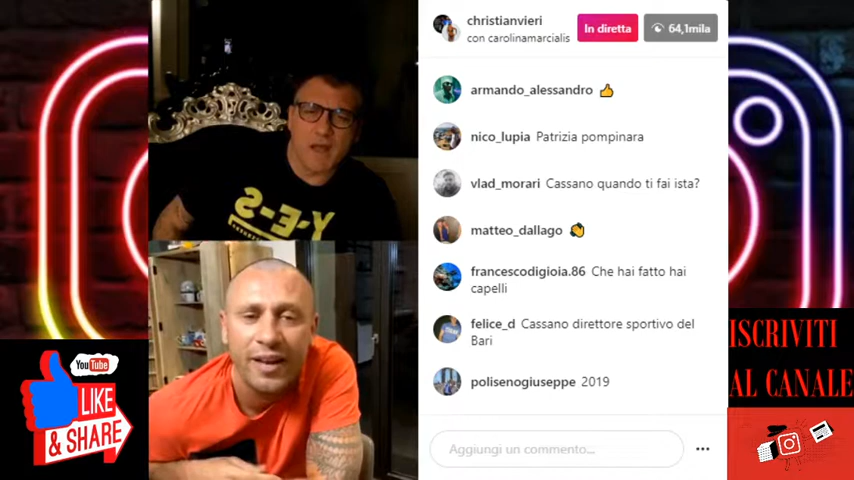 christianvieri
con carolinamarcialis
In diretta
64,1mila
armando_alessandro 👍
nico_lupia Patrizia pompinara
vlad_morari Cassano quando ti fai ista?
matteo_dallago 👏
francescodigioia.86 Che hai fatto hai
capelli
felice_d Cassano direttore sportivo del
Bari
polisenogiuseppe 2019
Aggiungi un commento...
Y-E-S
YouTube
LIKE
& SHARE
ISCRIVITI
AL CANALE